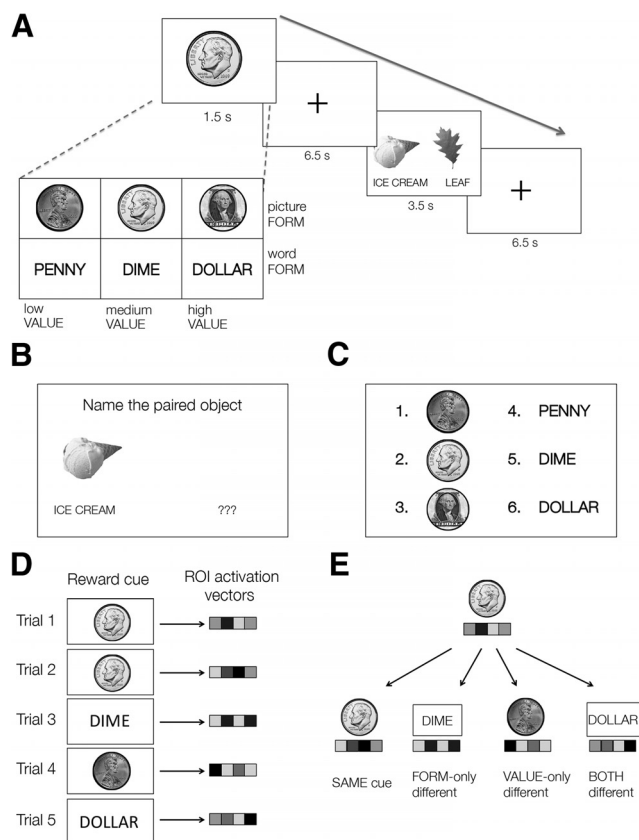 A
1.5 s
6.5 s
ICE CREAM LEAF
3.5 s
6.5 s
picture
FORM
PENNY DIME DOLLAR
word
FORM
low
VALUE
medium
VALUE
high
VALUE
B
Name the paired object
ICE CREAM ???
C
1. 4. PENNY
2. 5. DIME
3. 6. DOLLAR
D
Reward cue
ROI activation
vectors
Trial 1
Trial 2
Trial 3 DIME
Trial 4
Trial 5 DOLLAR
E
DIME
DOLLAR
SAME cue
FORM-only
different
VALUE-only
different
BOTH
different